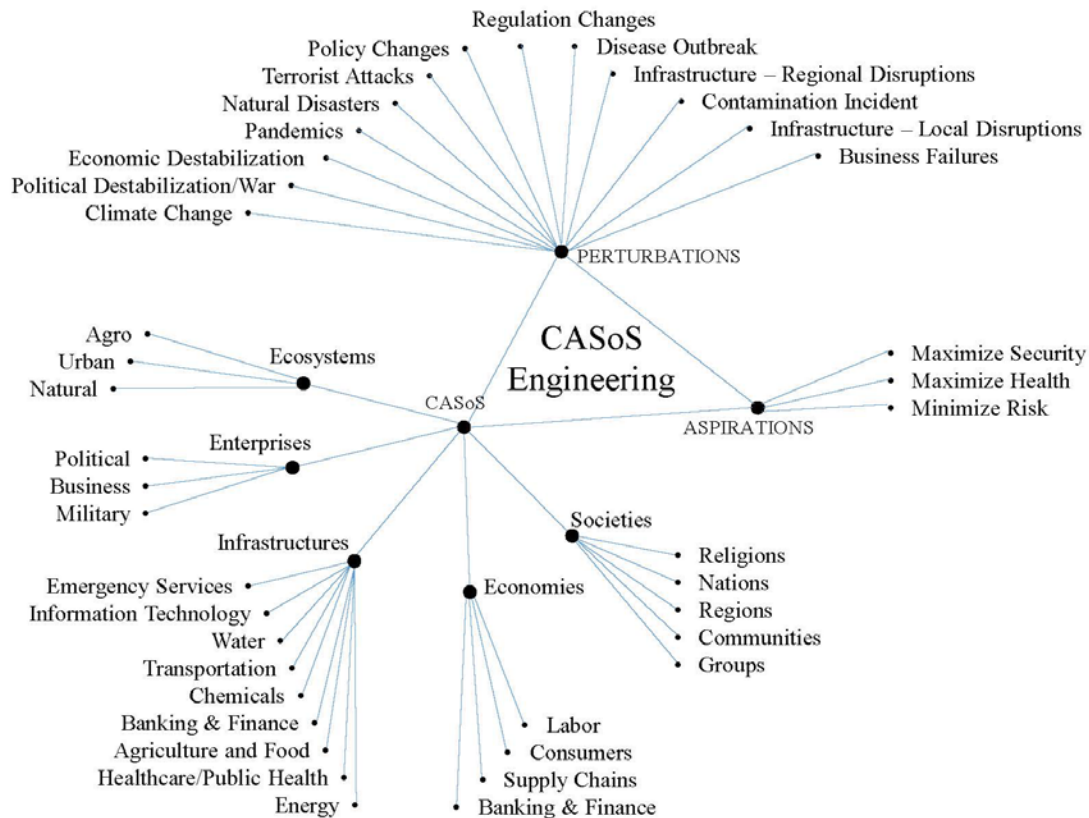 Regulation Changes
Policy Changes
Disease Outbreak
Terrorist Attacks
Infrastructure – Regional Disruptions
Natural Disasters
Contamination Incident
Pandemics
Infrastructure – Local Disruptions
Economic Destabilization
Business Failures
Political Destabilization/War
Climate Change
PERTURBATIONS
CASoS
Engineering
Agro
Ecosystems
Urban
Natural
CASoS
Maximize Security
Maximize Health
Minimize Risk
ASPIRATIONS
Enterprises
Political
Business
Military
Societies
Religions
Nations
Regions
Communities
Groups
Infrastructures
Emergency Services
Information Technology
Water
Transportation
Chemicals
Banking & Finance
Agriculture and Food
Healthcare/Public Health
Energy
Economies
Labor
Consumers
Supply Chains
Banking & Finance